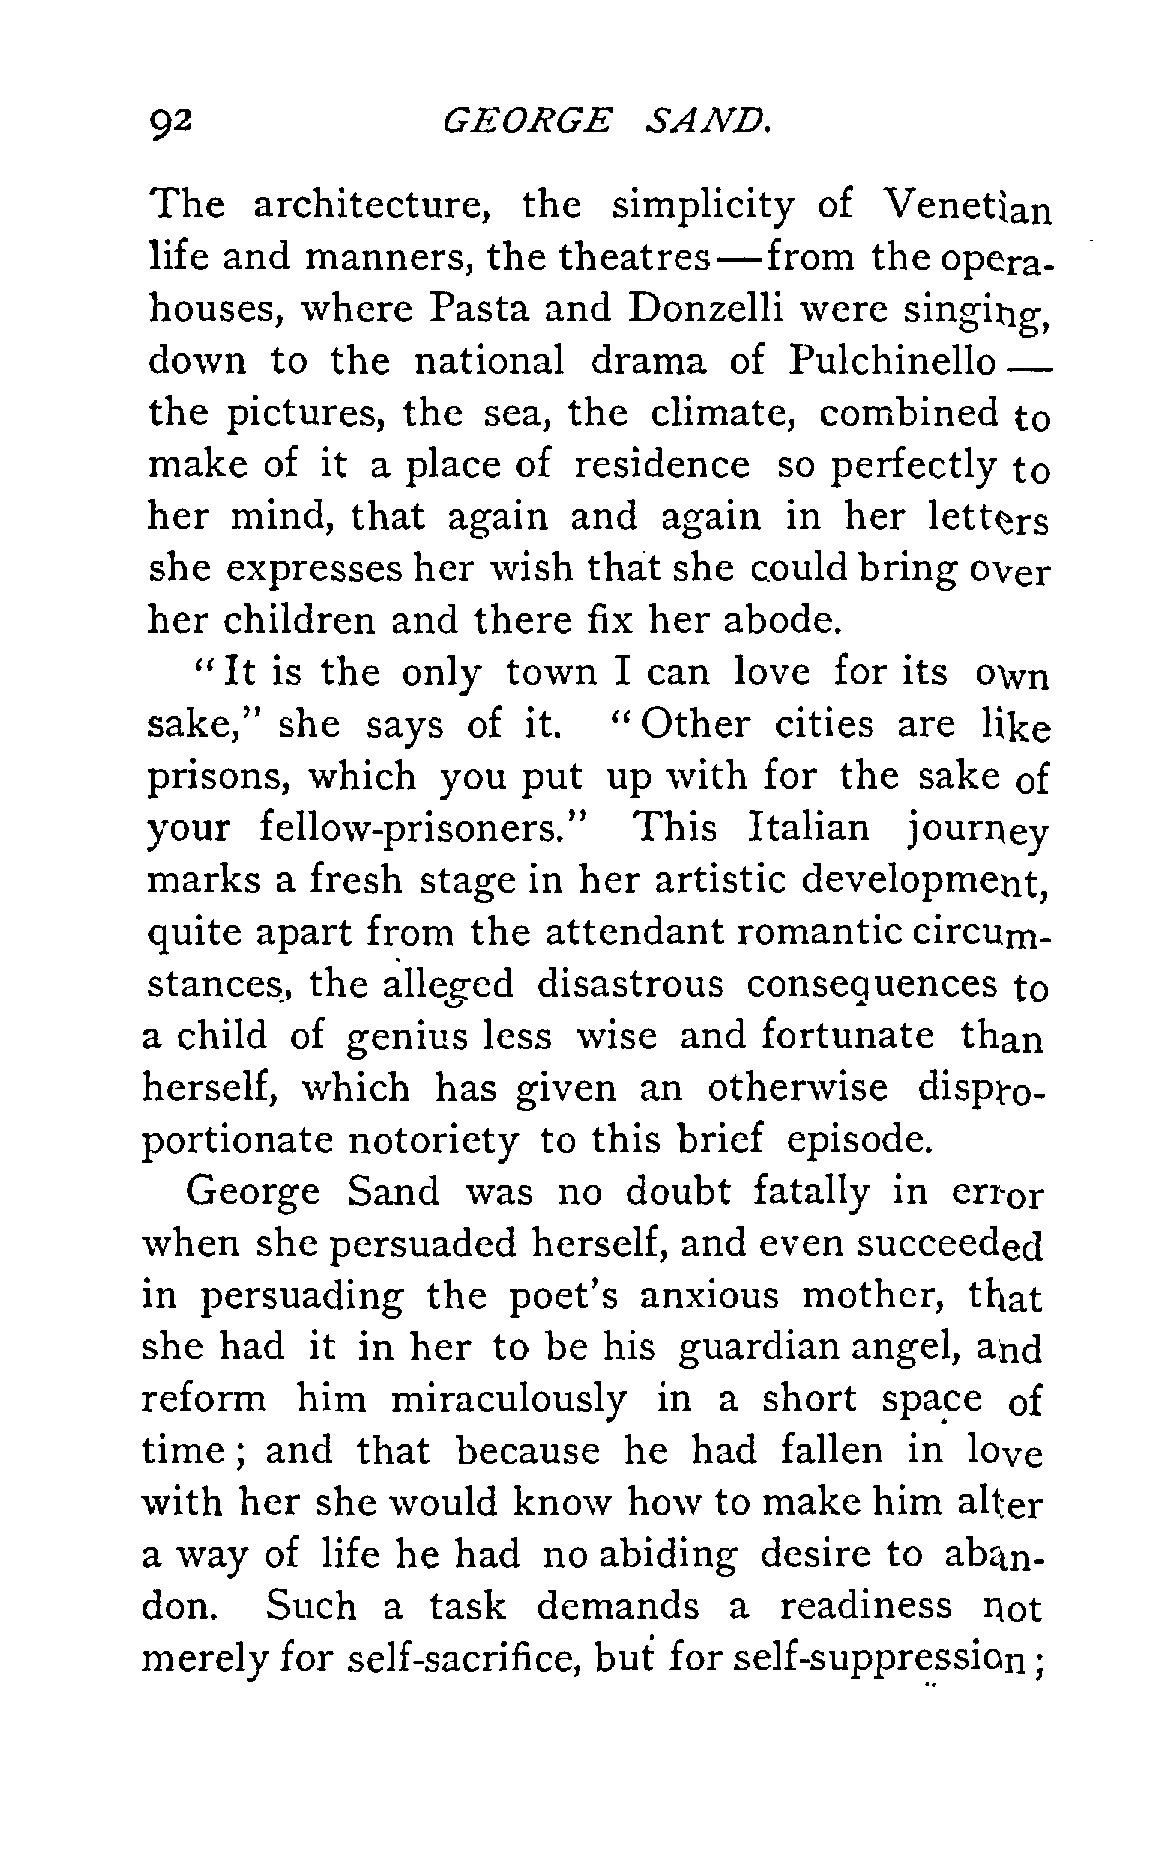 92 GEORGE SAND.
The architecture, the simplicity of Venetian
life and manners, the theatres—from the opera-
houses, where Pasta and Donzelli were singing,
down to the national drama of Pulchinello—
the pictures, the sea, the climate, combined to
make of it a place of residence so perfectly to
her mind, that again and again in her letters
she expresses her wish that she could bring over
her children and there fix her abode.
"It is the only town I can love for its own
sake," she says of it. "Other cities are like
prisons, which you put up with for the sake of
your fellow-prisoners." This Italian journey
marks a fresh stage in her artistic development,
quite apart from the attendant romantic circum-
stances, the alleged disastrous consequences to
a child of genius less wise and fortunate than
herself, which has given an otherwise dispro-
portionate notoriety to this brief episode.
George Sand was no doubt fatally in error
when she persuaded herself, and even succeeded
in persuading the poet's anxious mother, that
she had it in her to be his guardian angel, and
reform him miraculously in a short space of
time; and that because he had fallen in love
with her she would know how to make him alter
a way of life he had no abiding desire to aban-
don. Such a task demands a readiness not
merely for self-sacrifice, but for self-suppression;